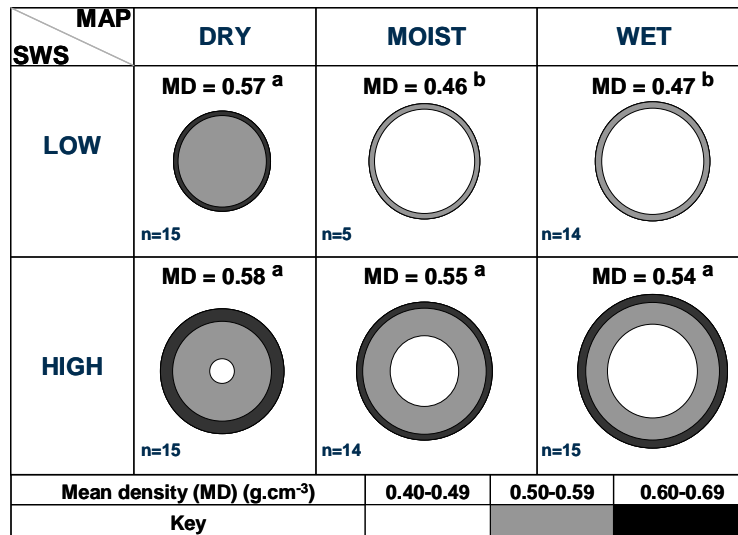 MAP
SWS
DRY MOIST WET
LOW
MD = 0.57 a MD = 0.46 b MD = 0.47 b
n=15 n=5 n=14
HIGH
MD = 0.58 a MD = 0.55 a MD = 0.54 a
n=15 n=14 n=15
Mean density (MD) (g.cm-3) 0.40-0.49 0.50-0.59 0.60-0.69
Key